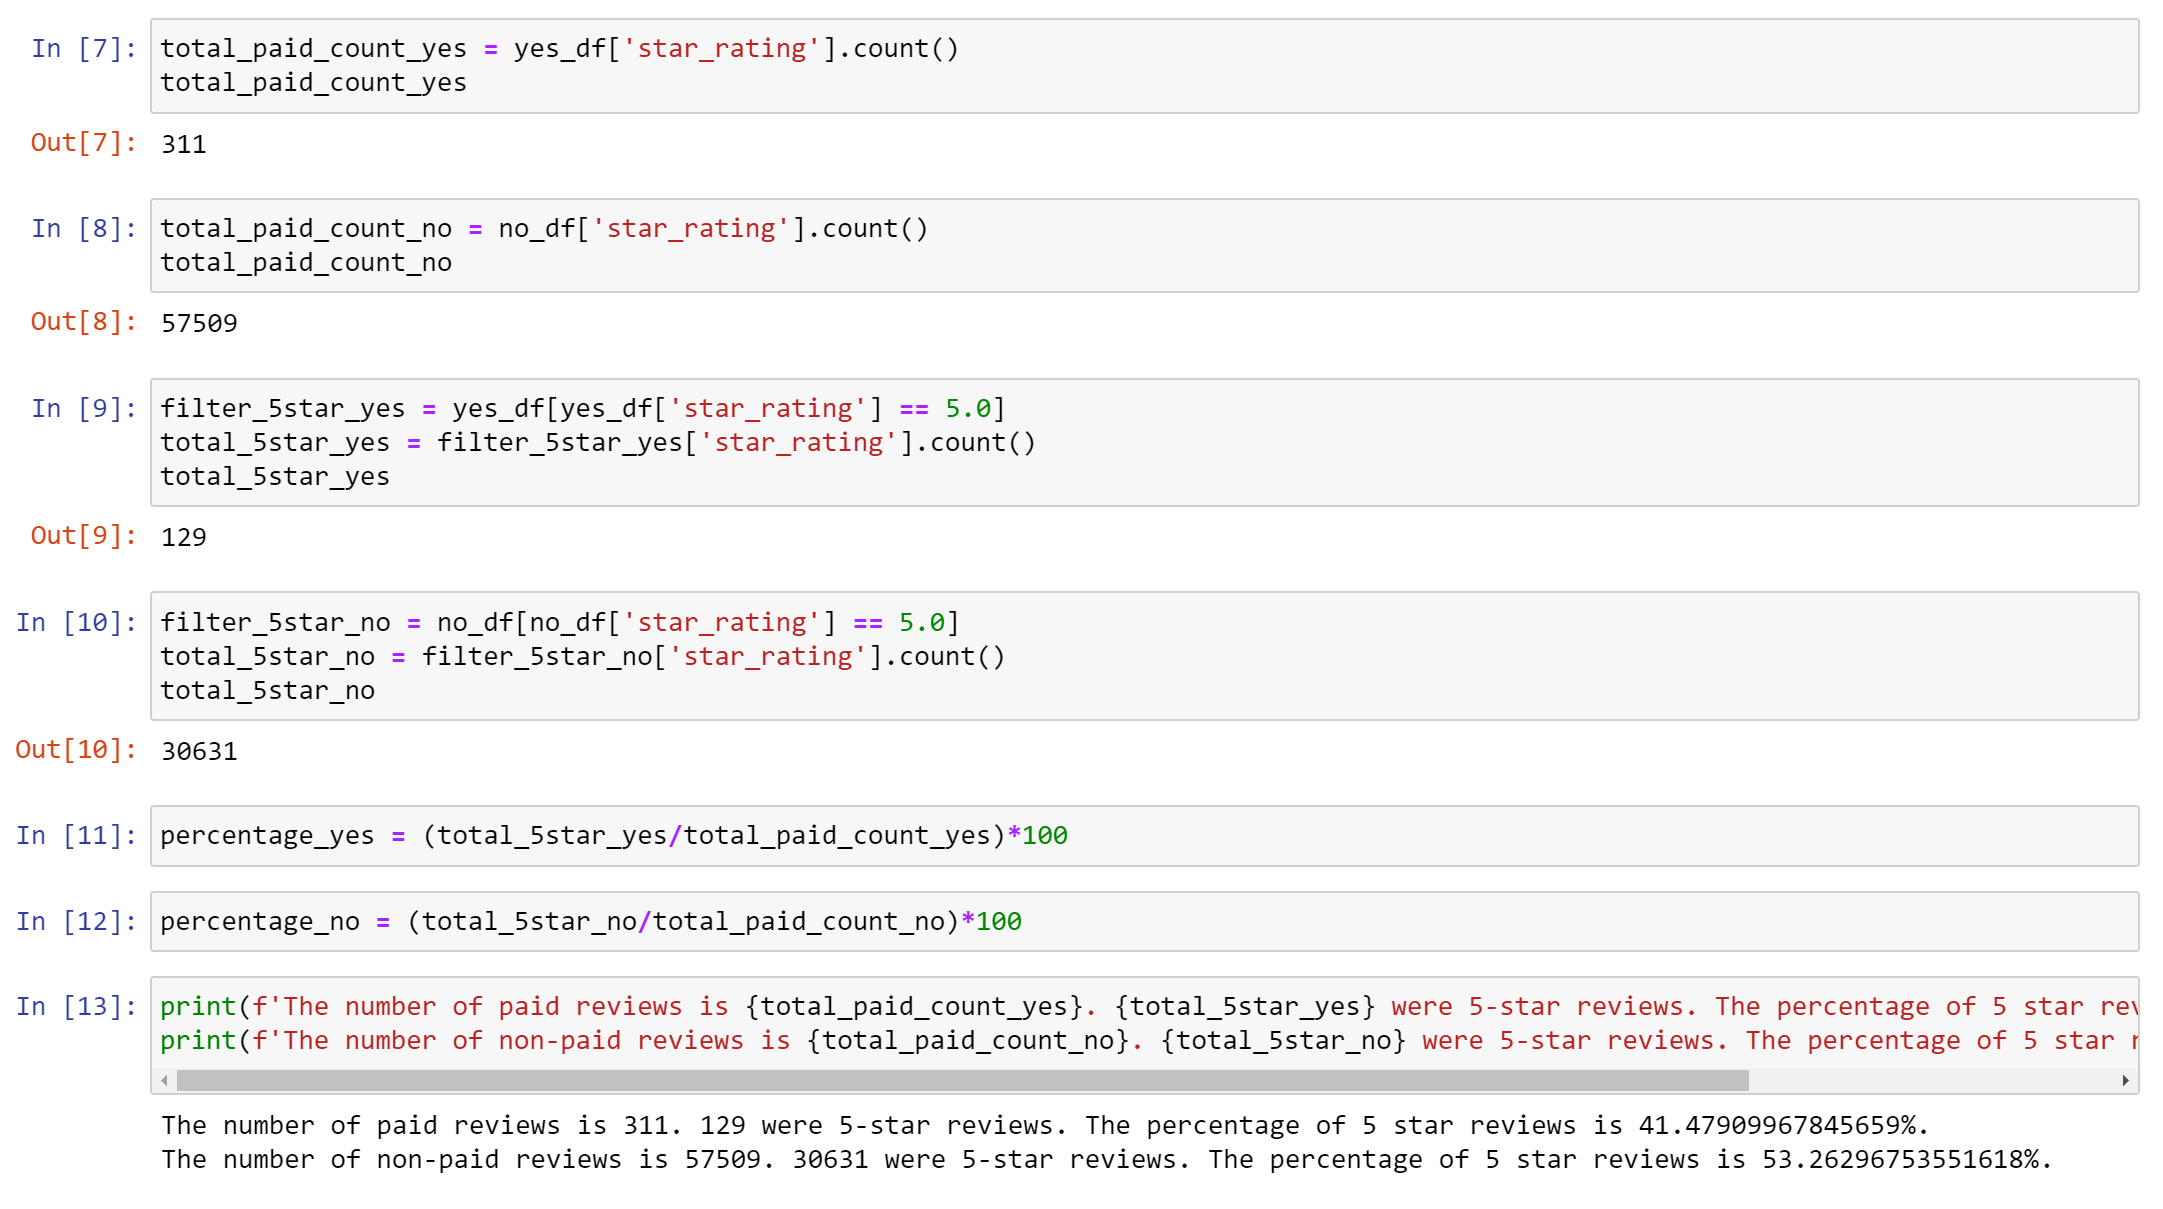 In [7]: total_paid_count_yes = yes_df['star_rating'].count()
total_paid_count_yes
Out[7]: 311
In [8]: total_paid_count_no = no_df['star_rating'].count()
total_paid_count_no
Out[8]: 57509
In [9]: filter_5star_yes = yes_df[yes_df['star_rating'] == 5.0]
total_5star_yes = filter_5star_yes['star_rating'].count()
total_5star_yes
Out[9]: 129
In [10]: filter_5star_no = no_df[no_df['star_rating'] == 5.0]
total_5star_no = filter_5star_no['star_rating'].count()
total_5star_no
Out[10]: 30631
In [11]: percentage_yes = (total_5star_yes/total_paid_count_yes)*100
In [12]: percentage_no = (total_5star_no/total_paid_count_no)*100
In [13]: print(f'The number of paid reviews is {total_paid_count_yes}. {total_5star_yes} were 5-star reviews. The percentage of 5 star rev
print(f'The number of non-paid reviews is {total_paid_count_no}. {total_5star_no} were 5-star reviews. The percentage of 5 star r
The number of paid reviews is 311. 129 were 5-star reviews. The percentage of 5 star reviews is 41.47909967845659%.
The number of non-paid reviews is 57509. 30631 were 5-star reviews. The percentage of 5 star reviews is 53.26296753551618%.